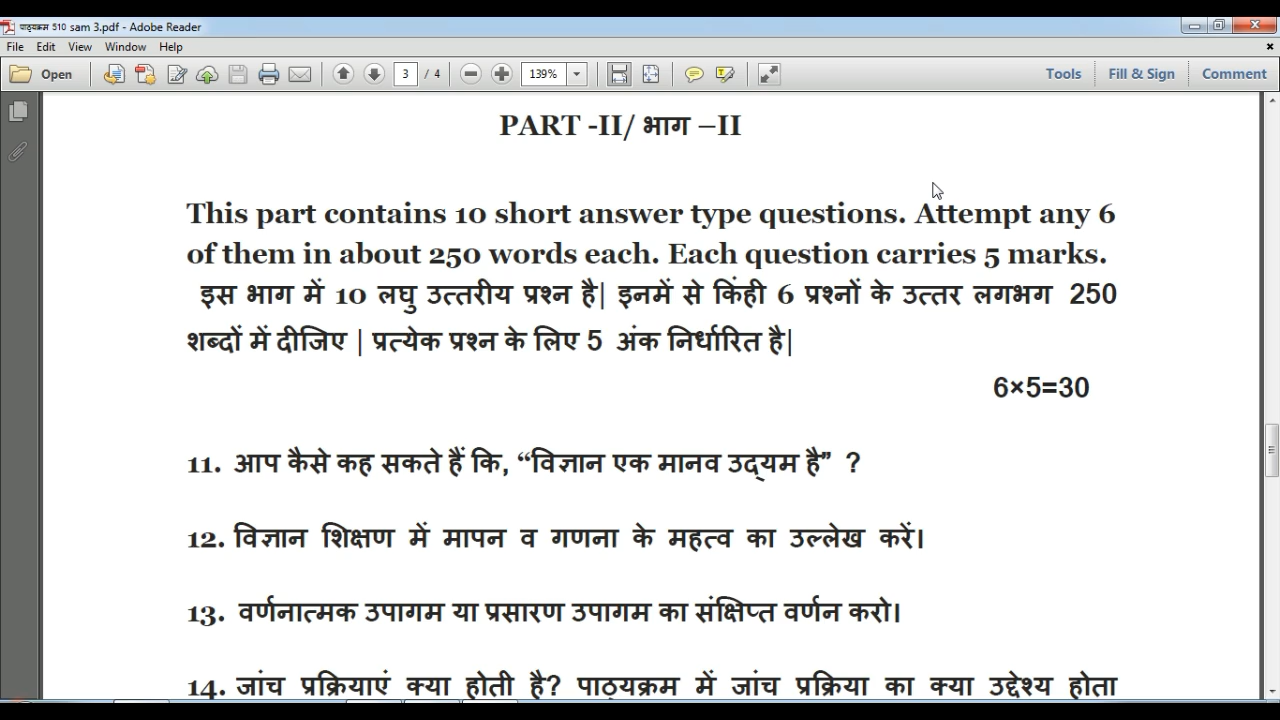 पाठ्यक्रम 510 sam 3.pdf - Adobe Reader
File Edit View Window Help
Open 3 / 4 139% Tools Fill & Sign Comment
PART -II/ भाग –II
This part contains 10 short answer type questions. Attempt any 6
of them in about 250 words each. Each question carries 5 marks.
इस भाग में 10 लघु उत्तरीय प्रश्न है| इनमें से किंही 6 प्रश्नों के उत्तर लगभग 250
शब्दों में दीजिए | प्रत्येक प्रश्न के लिए 5 अंक निर्धारित है|
6×5=30
11. आप कैसे कह सकते हैं कि, “विज्ञान एक मानव उद्यम है” ?
12. विज्ञान शिक्षण में मापन व गणना के महत्व का उल्लेख करें।
13. वर्णनात्मक उपागम या प्रसारण उपागम का संक्षिप्त वर्णन करो।
14. जांच प्रक्रियाएं क्या होती है? पाठ्यक्रम में जांच प्रक्रिया का क्या उद्देश्य होता